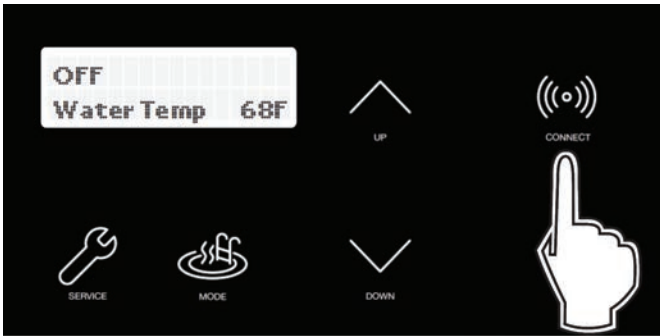 OFF
Water Temp 68F
UP
CONNECT
SERVICE
MODE
DOWN